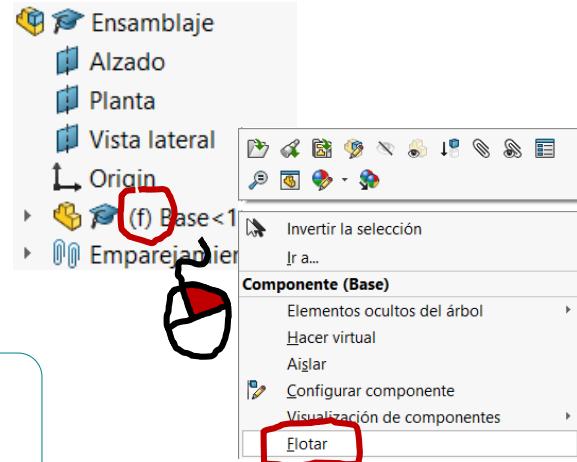 Ensamblaje
Alzado
Planta
Vista lateral
Origin
(f) Base<1
Emparejamier
Invertir la selección
Ir a...
Componente (Base)
Elementos ocultos del árbol
Hacer virtual
Aislar
Configurar componente
Visualización de componentes
Flotar